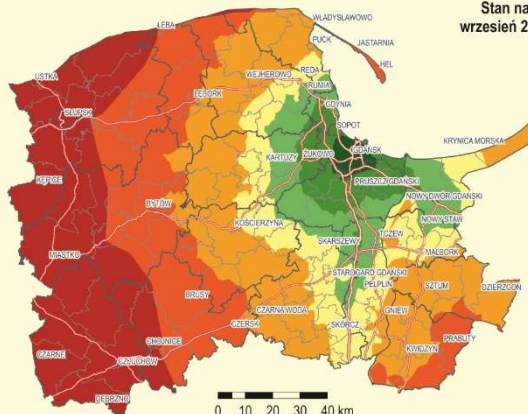 Stan na
wrzesień 2
ŁEBA
WŁADYSŁAWOWO
PUCK
JASTARNIA
HEL
USTKA
WEJHEROWO
REDA
RUMIA
SŁUPSK
LĘBORK
GDYNIA
SOPOT
KRYNICA MORSKA
GDAŃSK
KARTUZY
ŻUKOWO
KĘPICE
PRUSZCZ GDAŃSKI
BYTÓW
NOWY DWÓR GDAŃSKI
KOŚCIERZYNA
NOWY STAW
SKARSZEWY
TCZEW
MIASTKO
MALBORK
STAROGARD GDAŃSKI
PELPLIN
SZTUM
DZIERZGOŃ
BRUSY
CZARNA WODA
GNIEW
CZERSK
SKÓRCZ
PRABUTY
CHOJNICE
KWIDZYN
CZARNE
CZŁUCHÓW
DEBRZNO
0 10 20 30 40 km